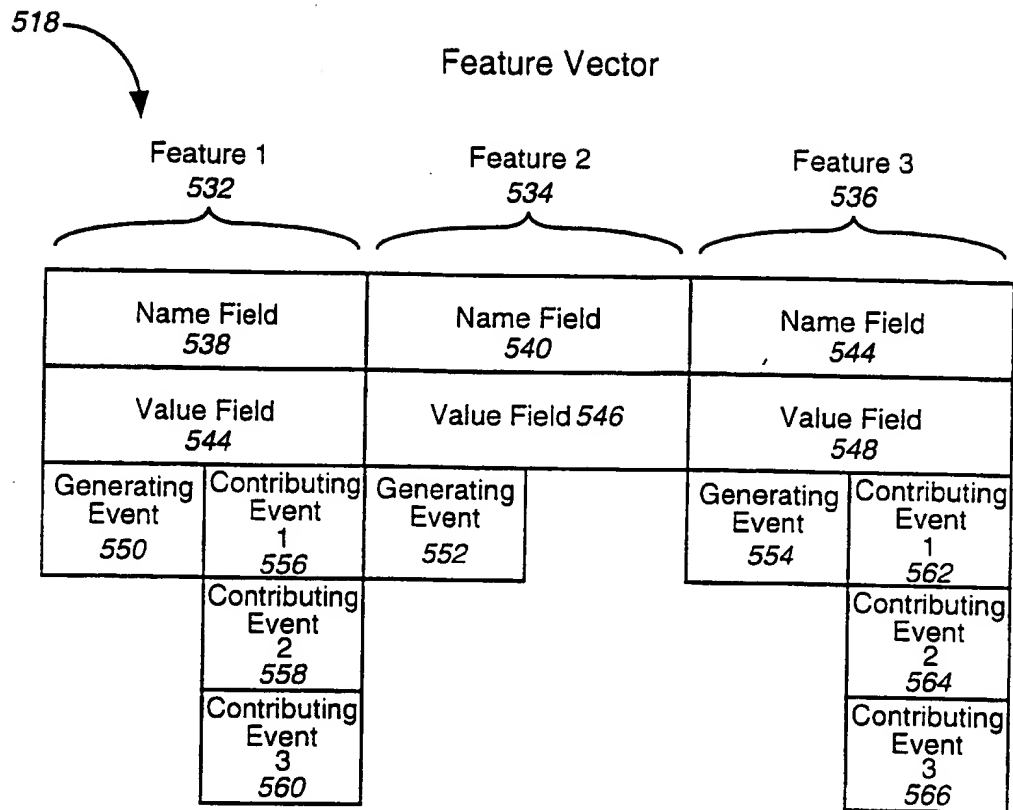 518
Feature Vector
Feature 1
532
Feature 2
534
Feature 3
536
Name Field
538
Name Field
540
Name Field
544
Value Field
544
Value Field 546
Value Field
548
Generating
Event
550
Contributing
Event
1
556
Generating
Event
552
Generating
Event
554
Contributing
Event
1
562
Contributing
Event
2
558
Contributing
Event
2
564
Contributing
Event
3
560
Contributing
Event
3
566